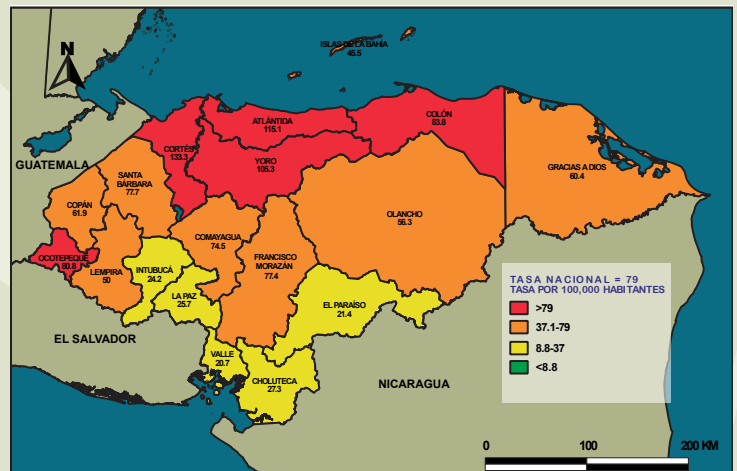 N
ISLAS DE LA BAHÍA
45.5
ATLÁNTIDA
115.1
COLÓN
83.8
CORTÉS
133.3
YORO
105.3
GUATEMALA
SANTA
BÁRBARA
77.7
GRACIAS A DIOS
60.4
COPÁN
61.9
OLANCHO
56.3
COMAYAGUA
74.5
OCOTEPEQUE
80.8
LEMPIRA
50
INTUBUCÁ
24.2
FRANCISCO
MORAZÁN
77.4
LA PAZ
25.7
EL PARAÍSO
21.4
EL SALVADOR
VALLE
20.7
CHOLUTECA
27.3
NICARAGUA
TASA NACIONAL = 79
TASA POR 100,000 HABITANTES
>79
37.1-79
8.8-37
<8.8
0 100 200 KM